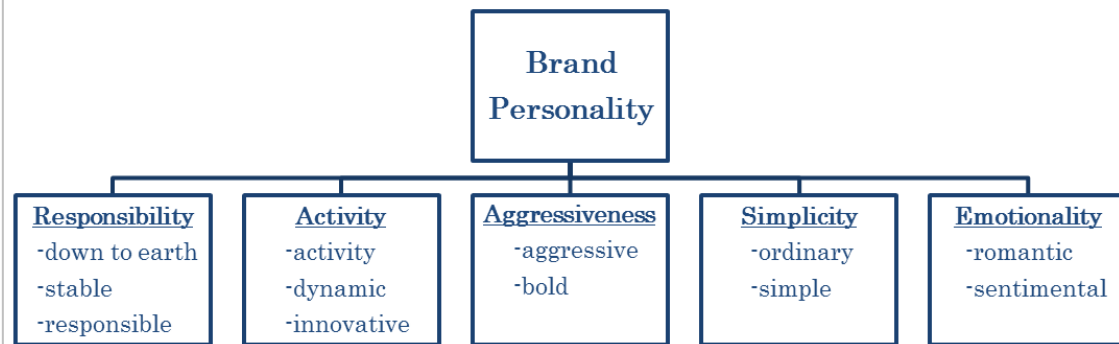 Brand
Personality
Responsibility
-down to earth
-stable
-responsible
Activity
-activity
-dynamic
-innovative
Aggressiveness
-aggressive
-bold
Simplicity
-ordinary
-simple
Emotionality
-romantic
-sentimental